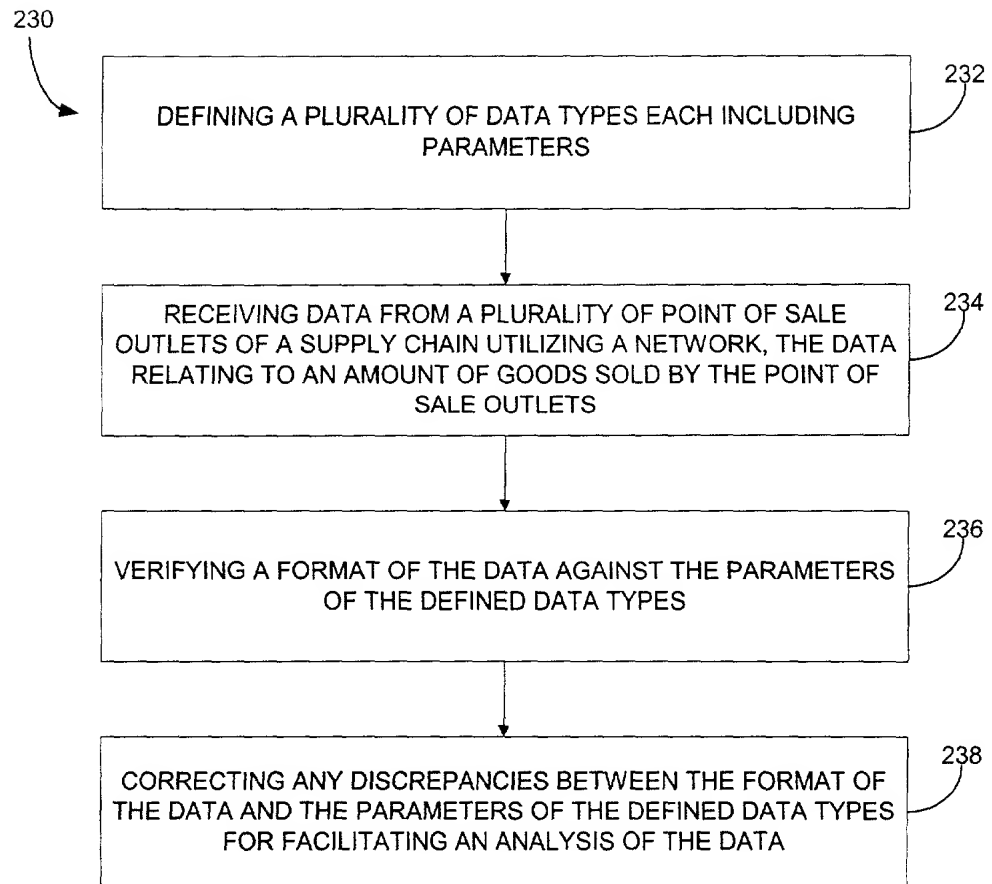 230
232
DEFINING A PLURALITY OF DATA TYPES EACH INCLUDING
PARAMETERS
234
RECEIVING DATA FROM A PLURALITY OF POINT OF SALE
OUTLETS OF A SUPPLY CHAIN UTILIZING A NETWORK, THE DATA
RELATING TO AN AMOUNT OF GOODS SOLD BY THE POINT OF
SALE OUTLETS
236
VERIFYING A FORMAT OF THE DATA AGAINST THE PARAMETERS
OF THE DEFINED DATA TYPES
238
CORRECTING ANY DISCREPANCIES BETWEEN THE FORMAT OF
THE DATA AND THE PARAMETERS OF THE DEFINED DATA TYPES
FOR FACILITATING AN ANALYSIS OF THE DATA